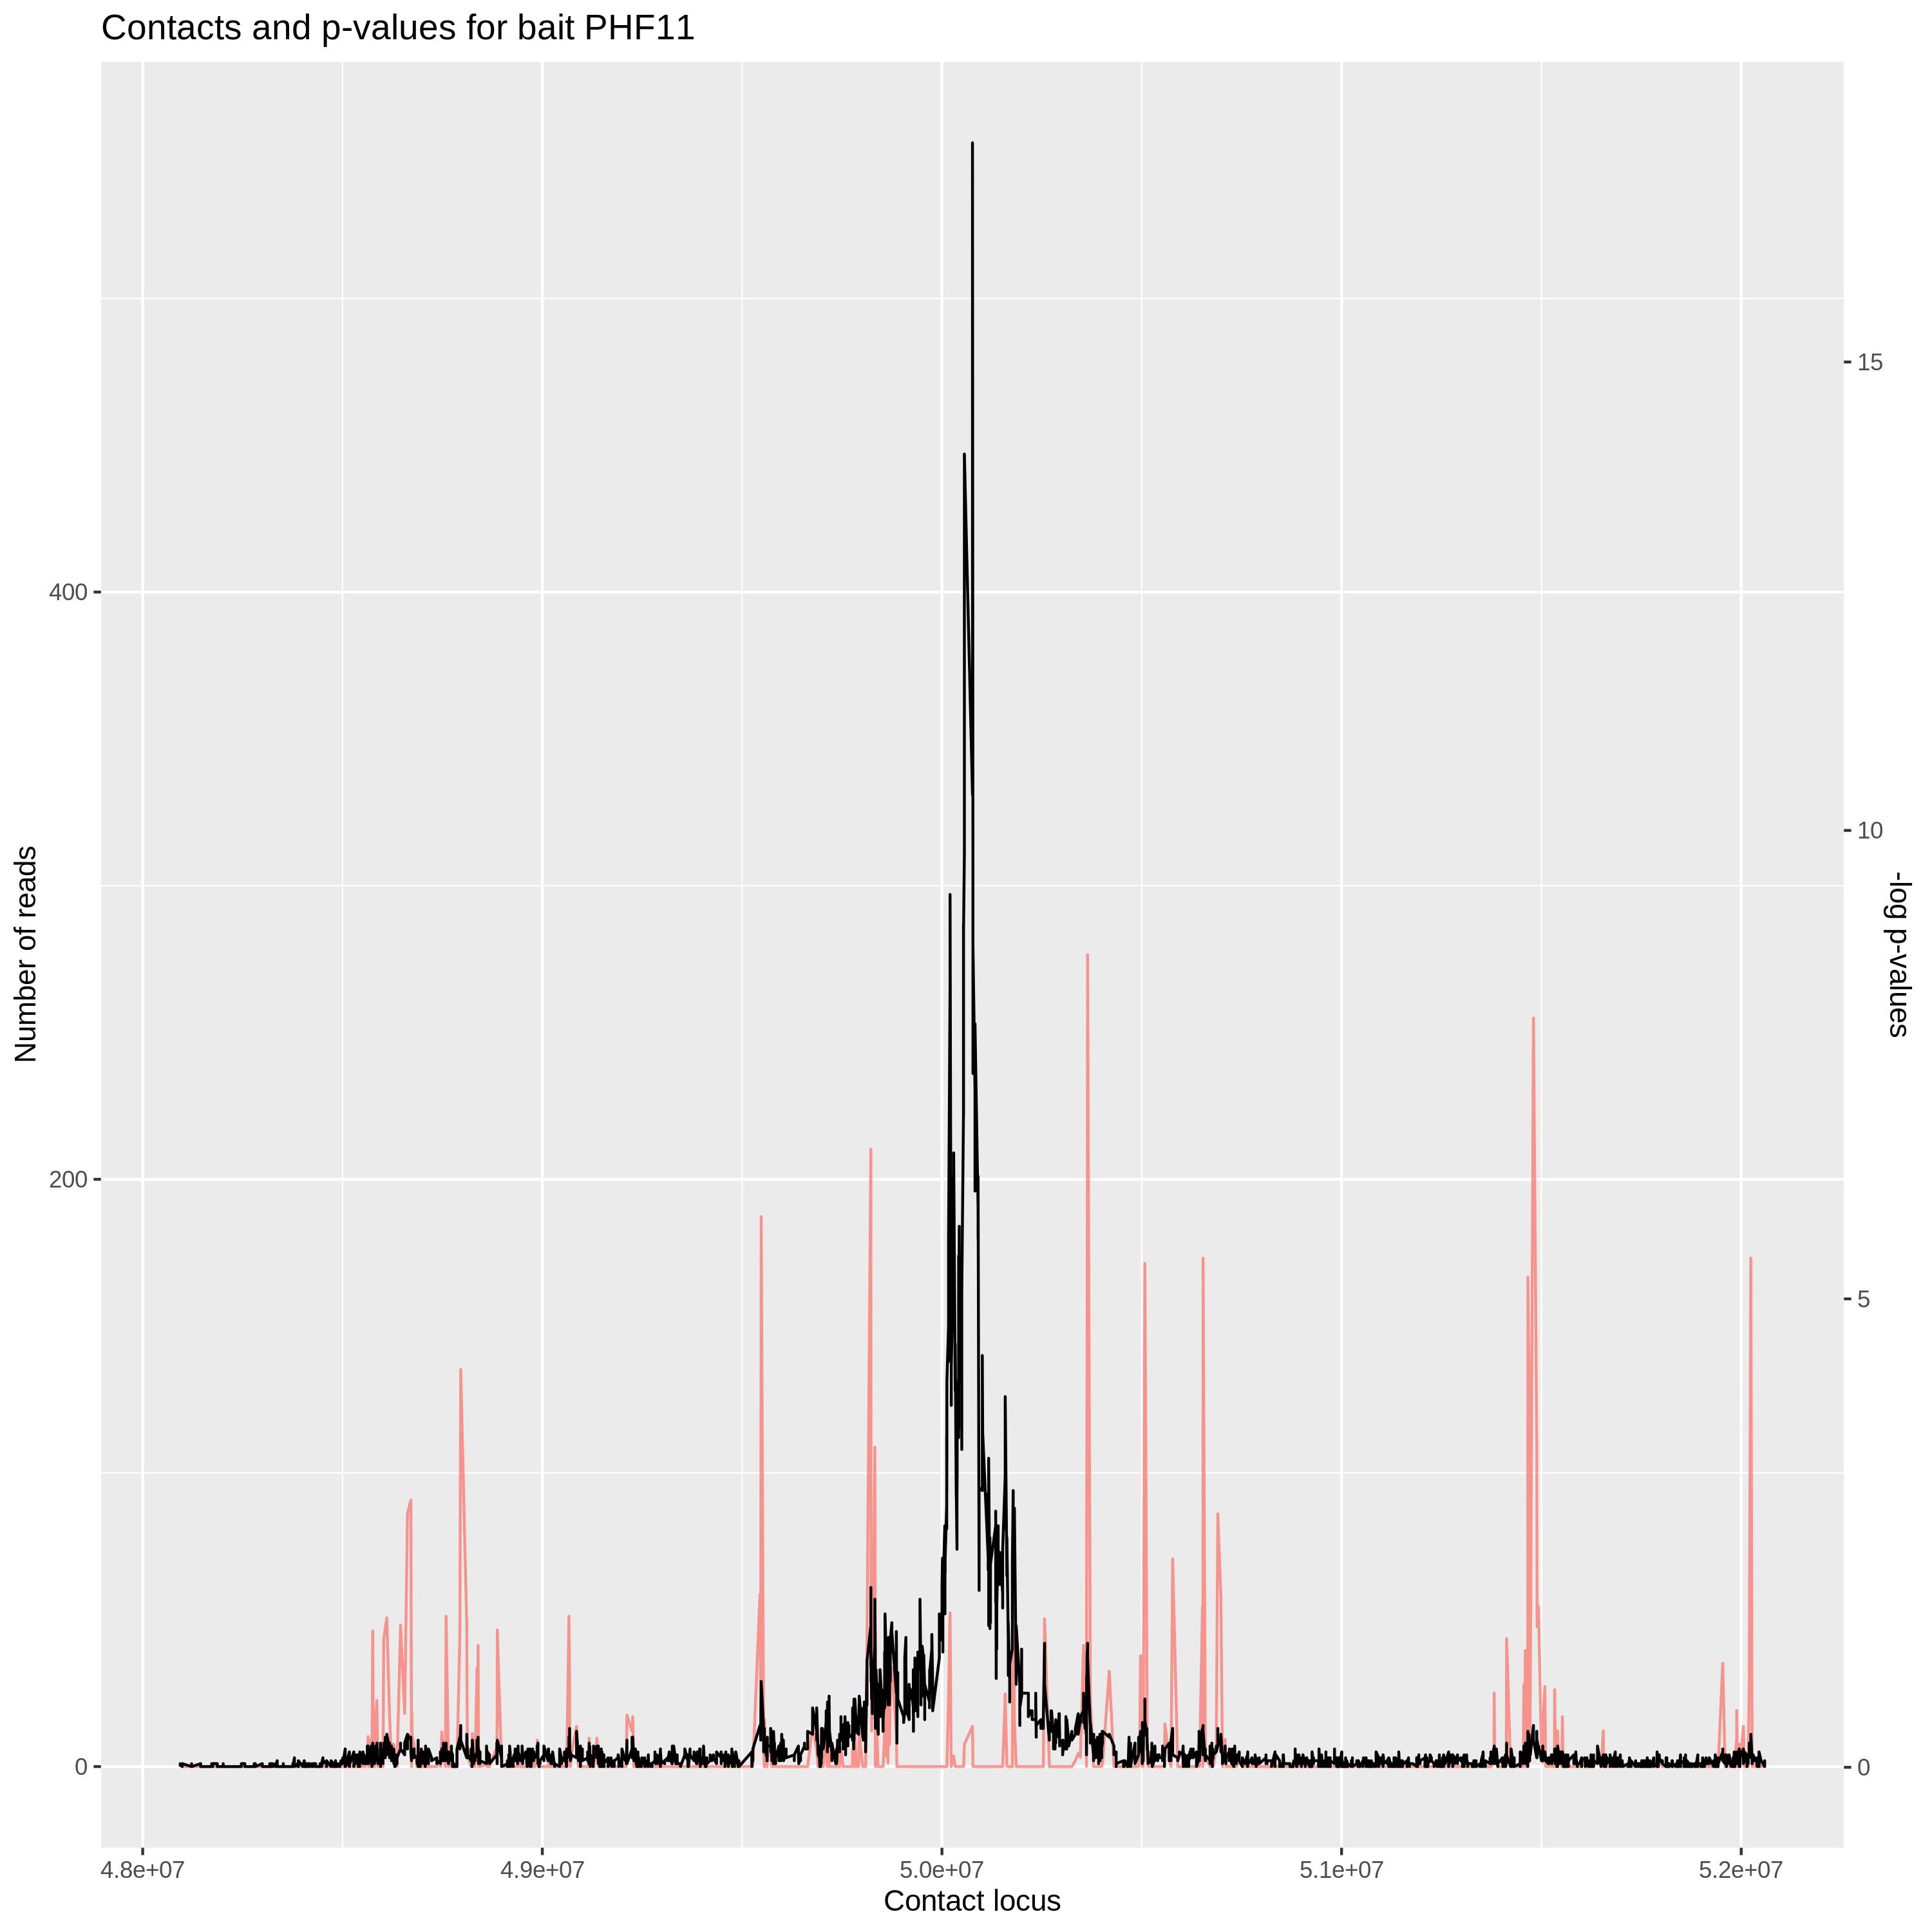 Contacts and p-values for bait PHF11
Number of reads
400
200
0
15
10
5
0
-log p-values
4.8e+07
4.9e+07
5.0e+07
5.1e+07
5.2e+07
Contact locus